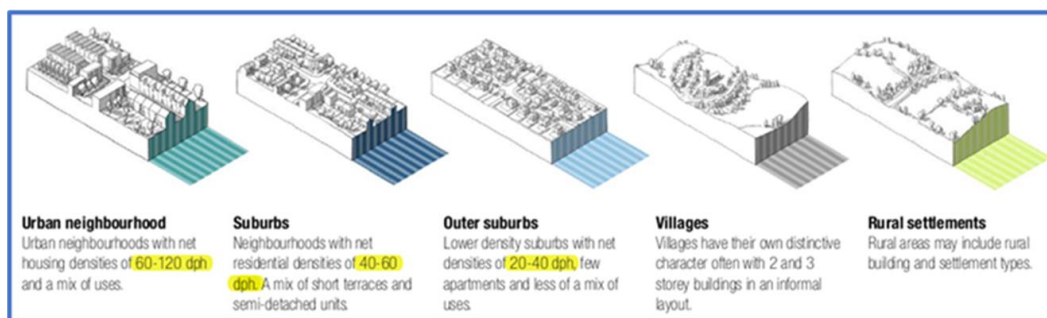 Urban neighbourhood
Urban neighbourhoods with net
housing densities of 60-120 dph
and a mix of uses.
Suburbs
Neighbourhoods with net
residential densities of 40-60
dph. A mix of short terraces and
semi-detached units.
Outer suburbs
Lower density suburbs with net
densities of 20-40 dph, few
apartments and less of a mix of
uses.
Villages
Villages have their own distinctive
character often with 2 and 3
storey buildings in an informal
layout.
Rural settlements
Rural areas may include rural
building and settlement types.